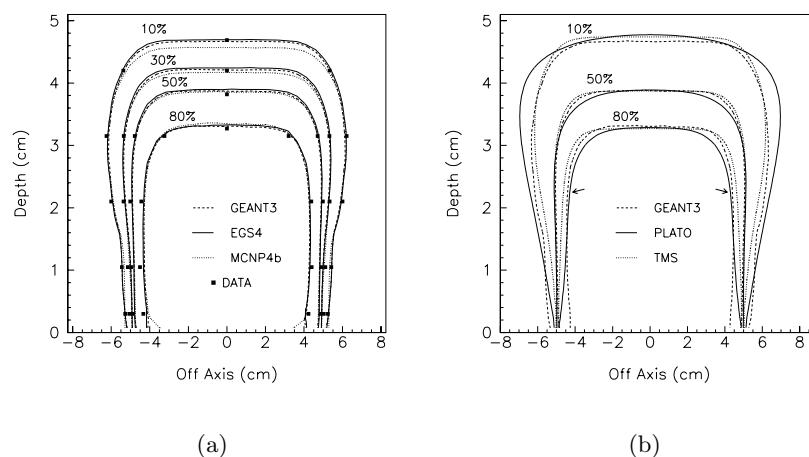 5
4
3
2
1
0
Depth (cm)
10%
30%
50%
80%
GEANT3
EGS4
MCNP4b
DATA
−8 −6 −4 −2 0 2 4 6 8
Off Axis (cm)
(a)
5
4
3
2
1
0
Depth (cm)
10%
50%
80%
GEANT3
PLATO
TMS
−8 −6 −4 −2 0 2 4 6 8
Off Axis (cm)
(b)